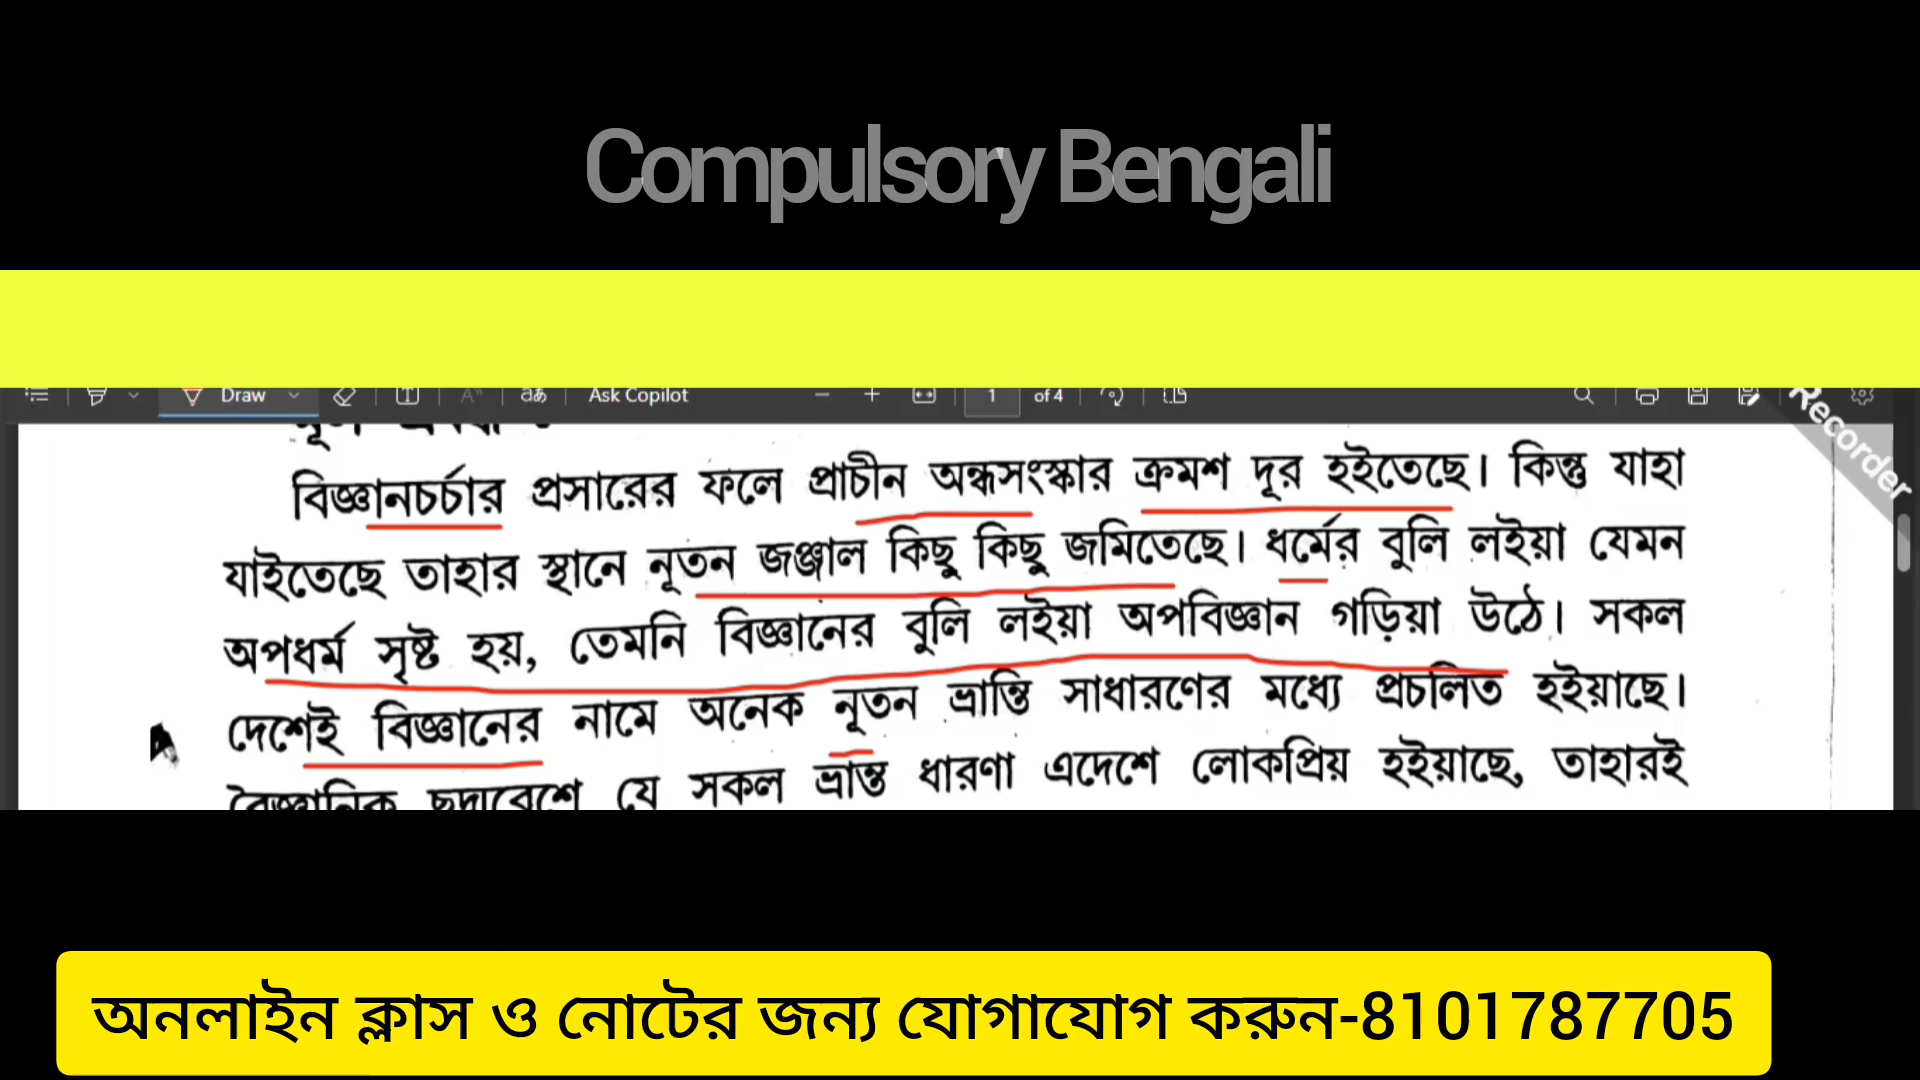 Compulsory Bengali
Draw
Ask Copilot
1 of 4
Recorder
বিজ্ঞানচর্চার প্রসারের ফলে প্রাচীন অন্ধসংস্কার ক্রমশ দূর হইতেছে। কিন্তু যাহা
যাইতেছে তাহার স্থানে নূতন জঞ্জাল কিছু কিছু জমিতেছে। ধর্মের বুলি লইয়া যেমন
অপধর্ম সৃষ্ট হয়, তেমনি বিজ্ঞানের বুলি লইয়া অপবিজ্ঞান গড়িয়া উঠে। সকল
দেশেই বিজ্ঞানের নামে অনেক নূতন ভ্রান্তি সাধারণের মধ্যে প্রচলিত হইয়াছে।
বৈজ্ঞানিক ছদ্মবেশে যে সকল ভ্রান্ত ধারণা এদেশে লোকপ্রিয় হইয়াছে, তাহারই
অনলাইন ক্লাস ও নোটের জন্য যোগাযোগ করুন-8101787705